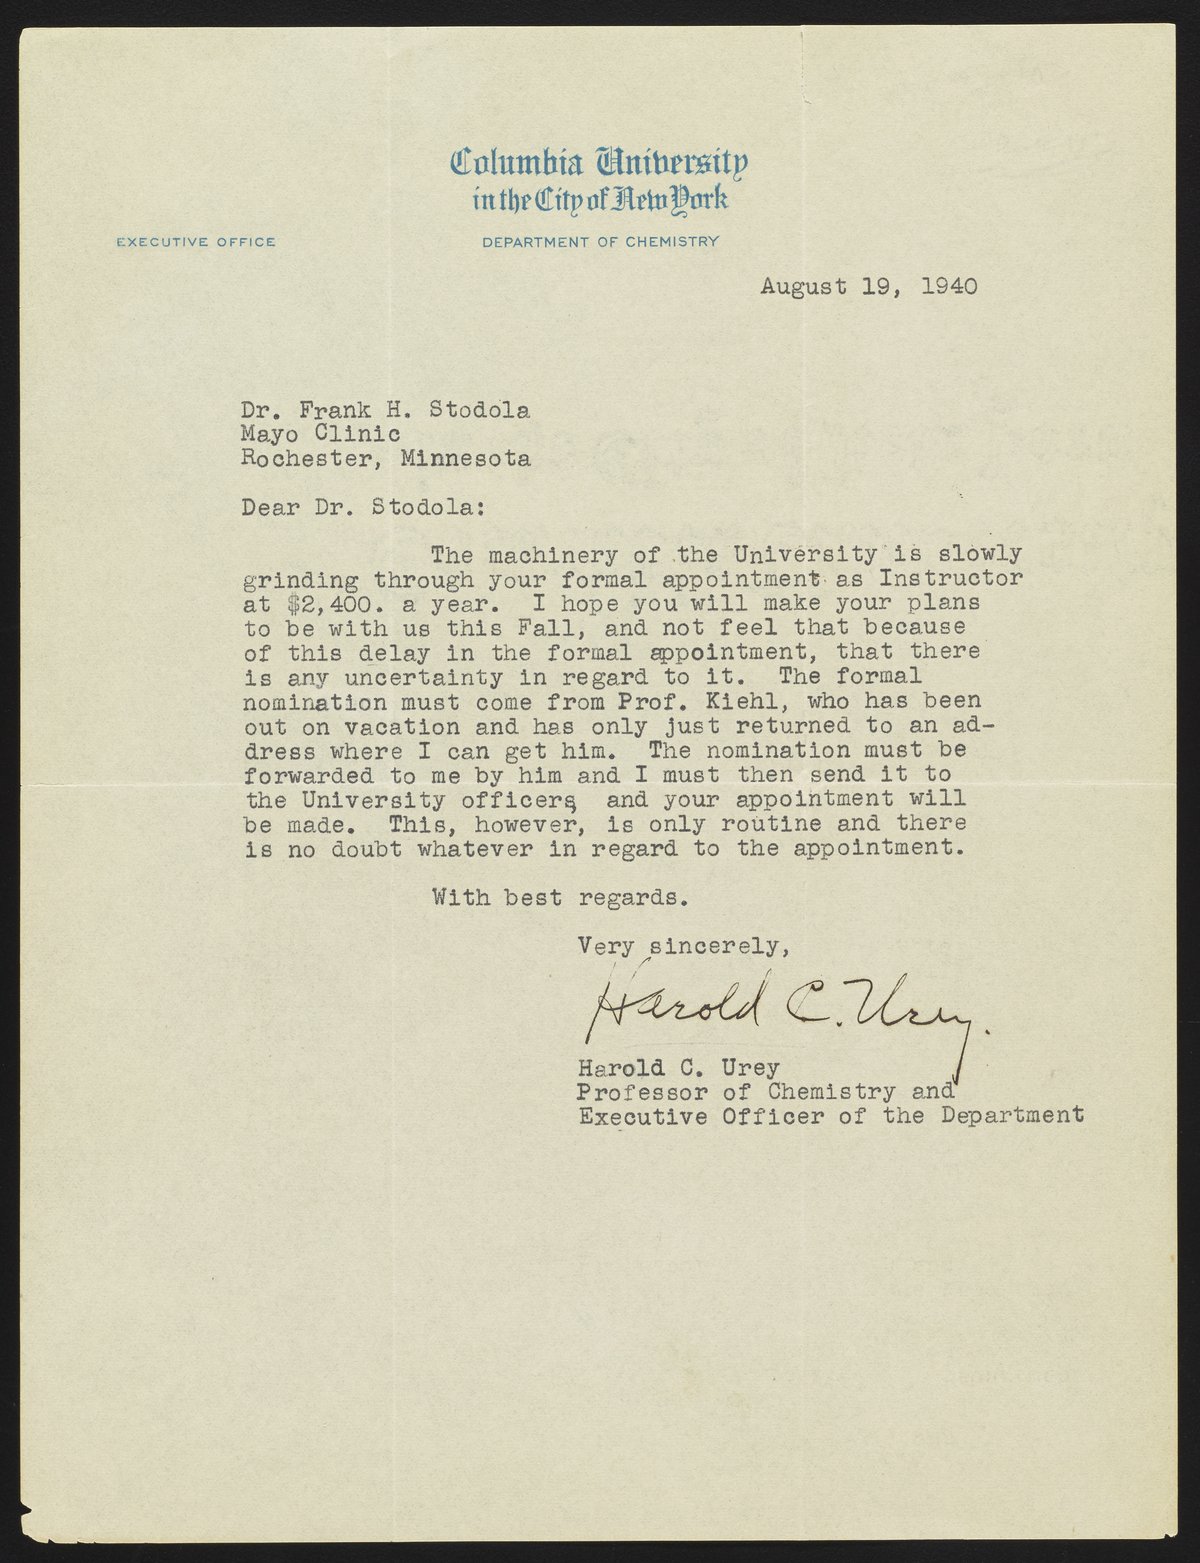 Columbia University
in the City of New York
EXECUTIVE OFFICE
DEPARTMENT OF CHEMISTRY
August 19, 1940
Dr. Frank H. Stodola
Mayo Clinic
Rochester, Minnesota
Dear Dr. Stodola:
The machinery of the University is slowly
grinding through your formal appointment as Instructor
at $2,400. a year. I hope you will make your plans
to be with us this Fall, and not feel that because
of this delay in the formal appointment, that there
is any uncertainty in regard to it. The formal
nomination must come from Prof. Kiehl, who has been
out on vacation and has only just returned to an ad-
dress where I can get him. The nomination must be
forwarded to me by him and I must then send it to
the University officers, and your appointment will
be made. This, however, is only routine and there
is no doubt whatever in regard to the appointment.
With best regards.
Very sincerely,
Harold C. Urey.
Harold C. Urey
Professor of Chemistry and
Executive Officer of the Department